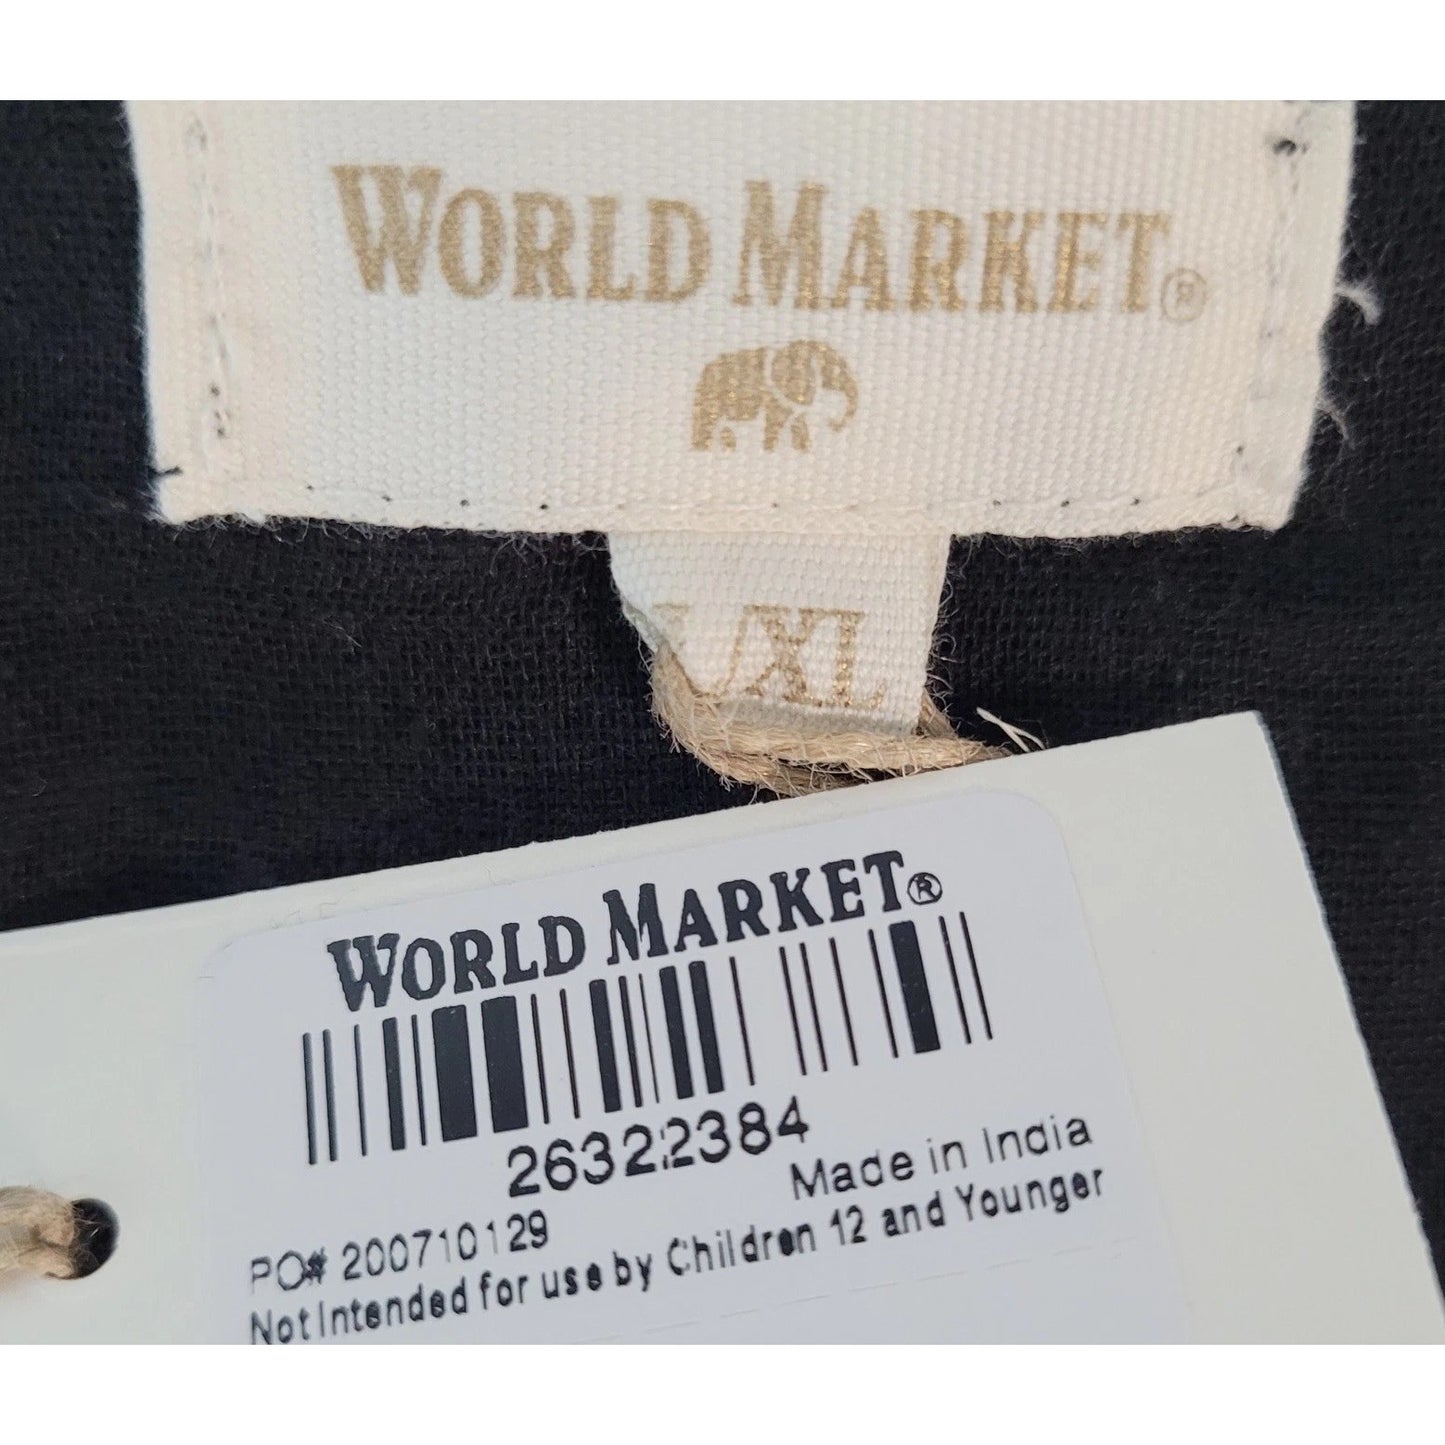 WORLD MARKET®
L/XL
WORLD MARKET®
26322384
Made in India
PO# 200710129
Not Intended for use by Children 12 and Younger